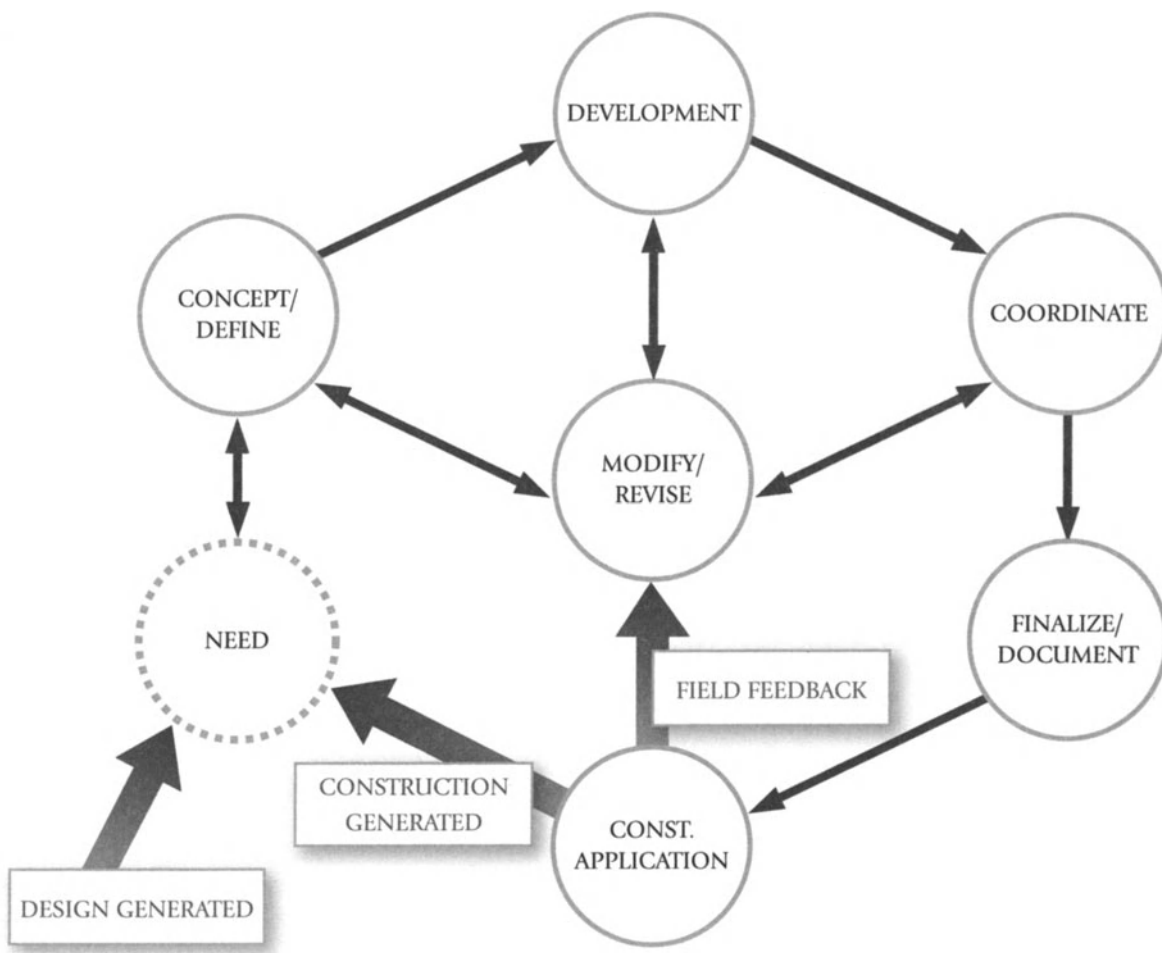 DEVELOPMENT
CONCEPT/
DEFINE
COORDINATE
MODIFY/
REVISE
NEED
FINALIZE/
DOCUMENT
FIELD FEEDBACK
CONSTRUCTION
GENERATED
CONST.
APPLICATION
DESIGN GENERATED